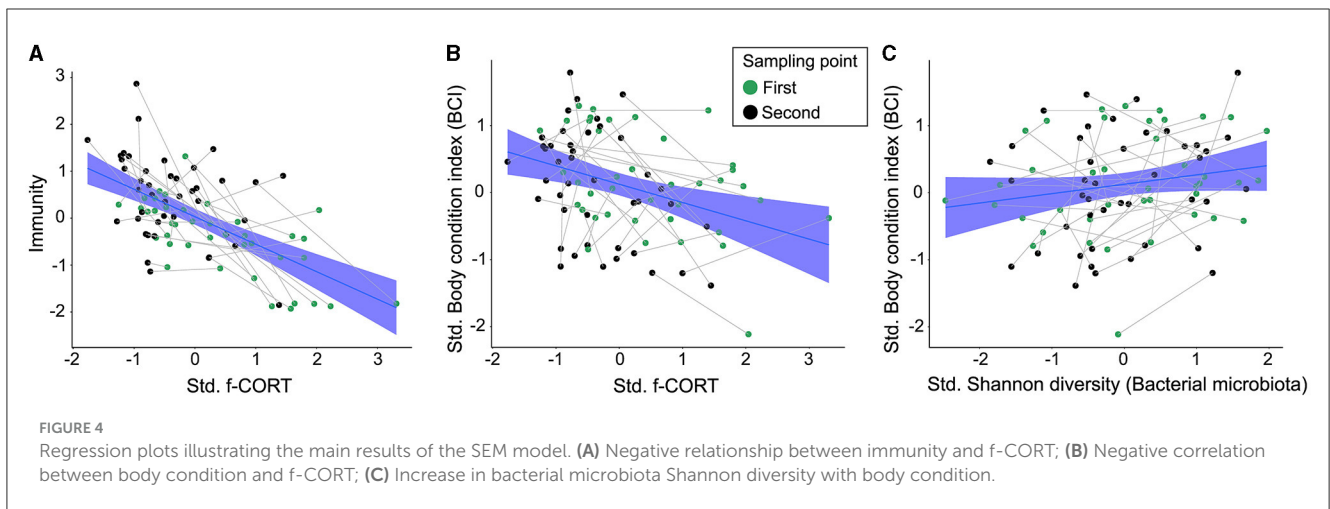 A
B
C
Sampling point
First
Second
Immunity
3
2
1
0
-1
-2
-2
-1
0
1
2
3
Std. f-CORT
Std. Body condition index (BCI)
1
0
-1
-2
-2
-1
0
1
2
3
Std. f-CORT
Std. Body condition index (BCI)
1
0
-1
-2
-2
-1
0
1
2
Std. Shannon diversity (Bacterial microbiota)
FIGURE 4
Regression plots illustrating the main results of the SEM model. (A) Negative relationship between immunity and f-CORT; (B) Negative correlation
between body condition and f-CORT; (C) Increase in bacterial microbiota Shannon diversity with body condition.